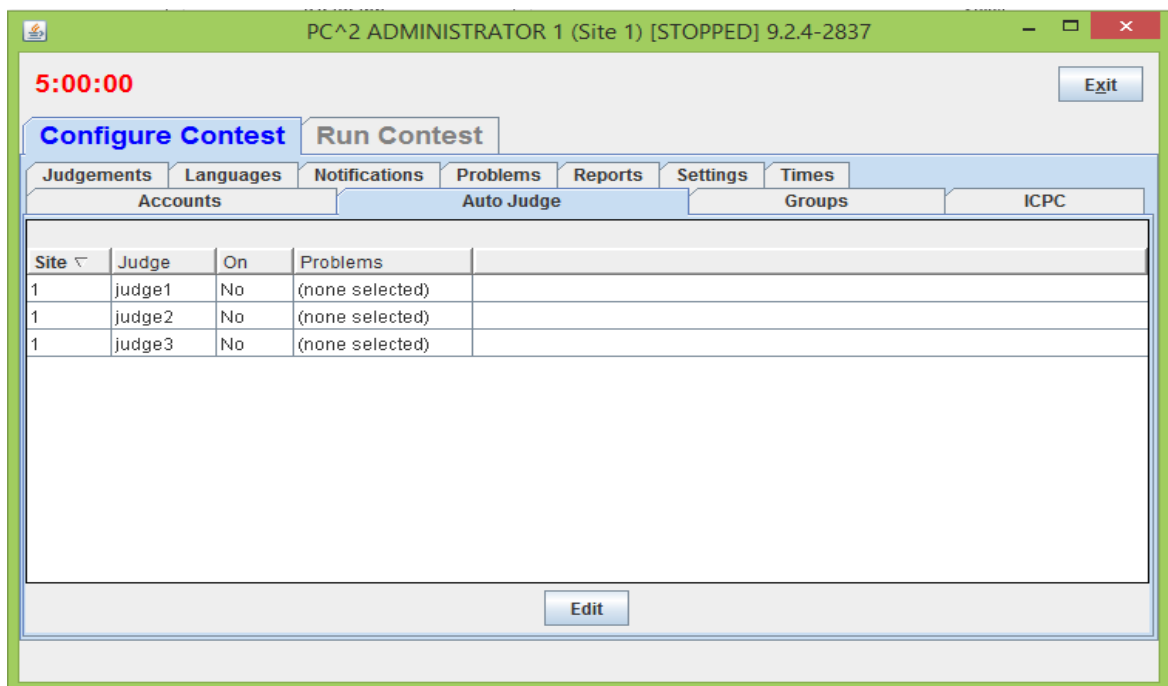 PC^2 ADMINISTRATOR 1 (Site 1) [STOPPED] 9.2.4-2837
5:00:00 Exit
Configure Contest Run Contest
Judgements Languages Notifications Problems Reports Settings Times
Accounts Auto Judge Groups ICPC
Site Judge On Problems
1 judge1 No (none selected)
1 judge2 No (none selected)
1 judge3 No (none selected)
Edit